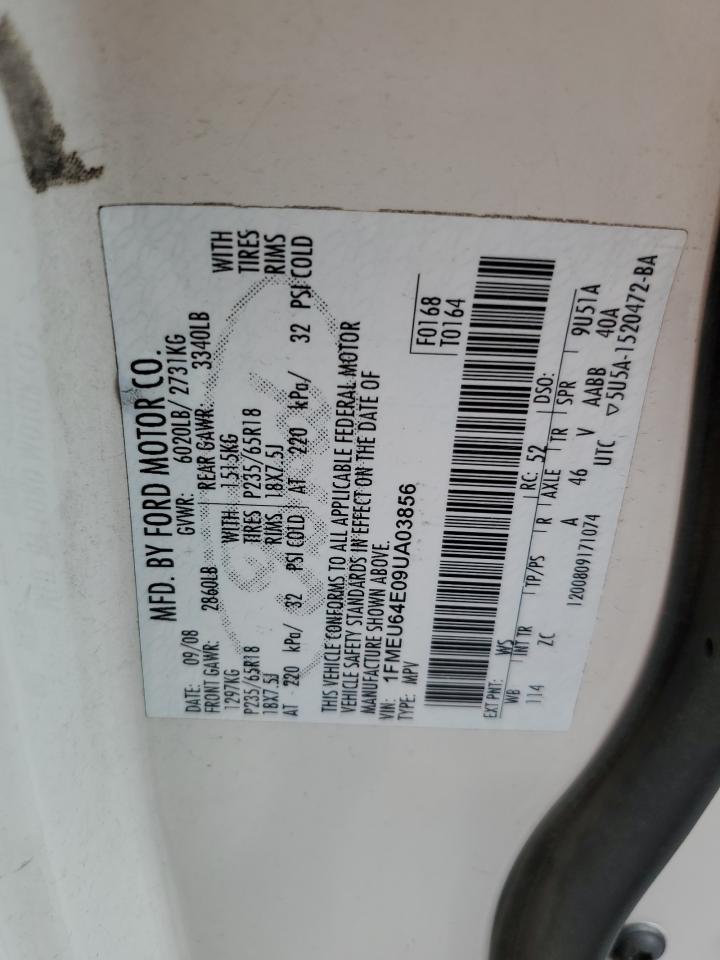 MFD. BY FORD MOTOR CO.
DATE: 09/08 GVWR: 6020LB/ 2731KG
FRONT GAWR: 2860LB REAR GAWR: 3340LB
1297KG WITH 1515KG WITH
P235/65R18 TIRES P235/65R18 TIRES
18X7.5J RIMS 18X7.5J RIMS
AT 220 kPa/ 32 PSI COLD AT 220 kPa/ 32 PSI COLD
THIS VEHICLE CONFORMS TO ALL APPLICABLE FEDERAL MOTOR
VEHICLE SAFETY STANDARDS IN EFFECT ON THE DATE OF
MANUFACTURE SHOWN ABOVE.
VIN: 1FMEU64E09UA03856
TYPE: MPV
F0168
T0164
EXT PNT: WS RC: 52 DSO:
WB INT TR TP/PS R AXLE TR SPR 9U51A
114 ZC A 46 V AABB 40A
1200809171074 UTC ▽5U5A-1520472-BA